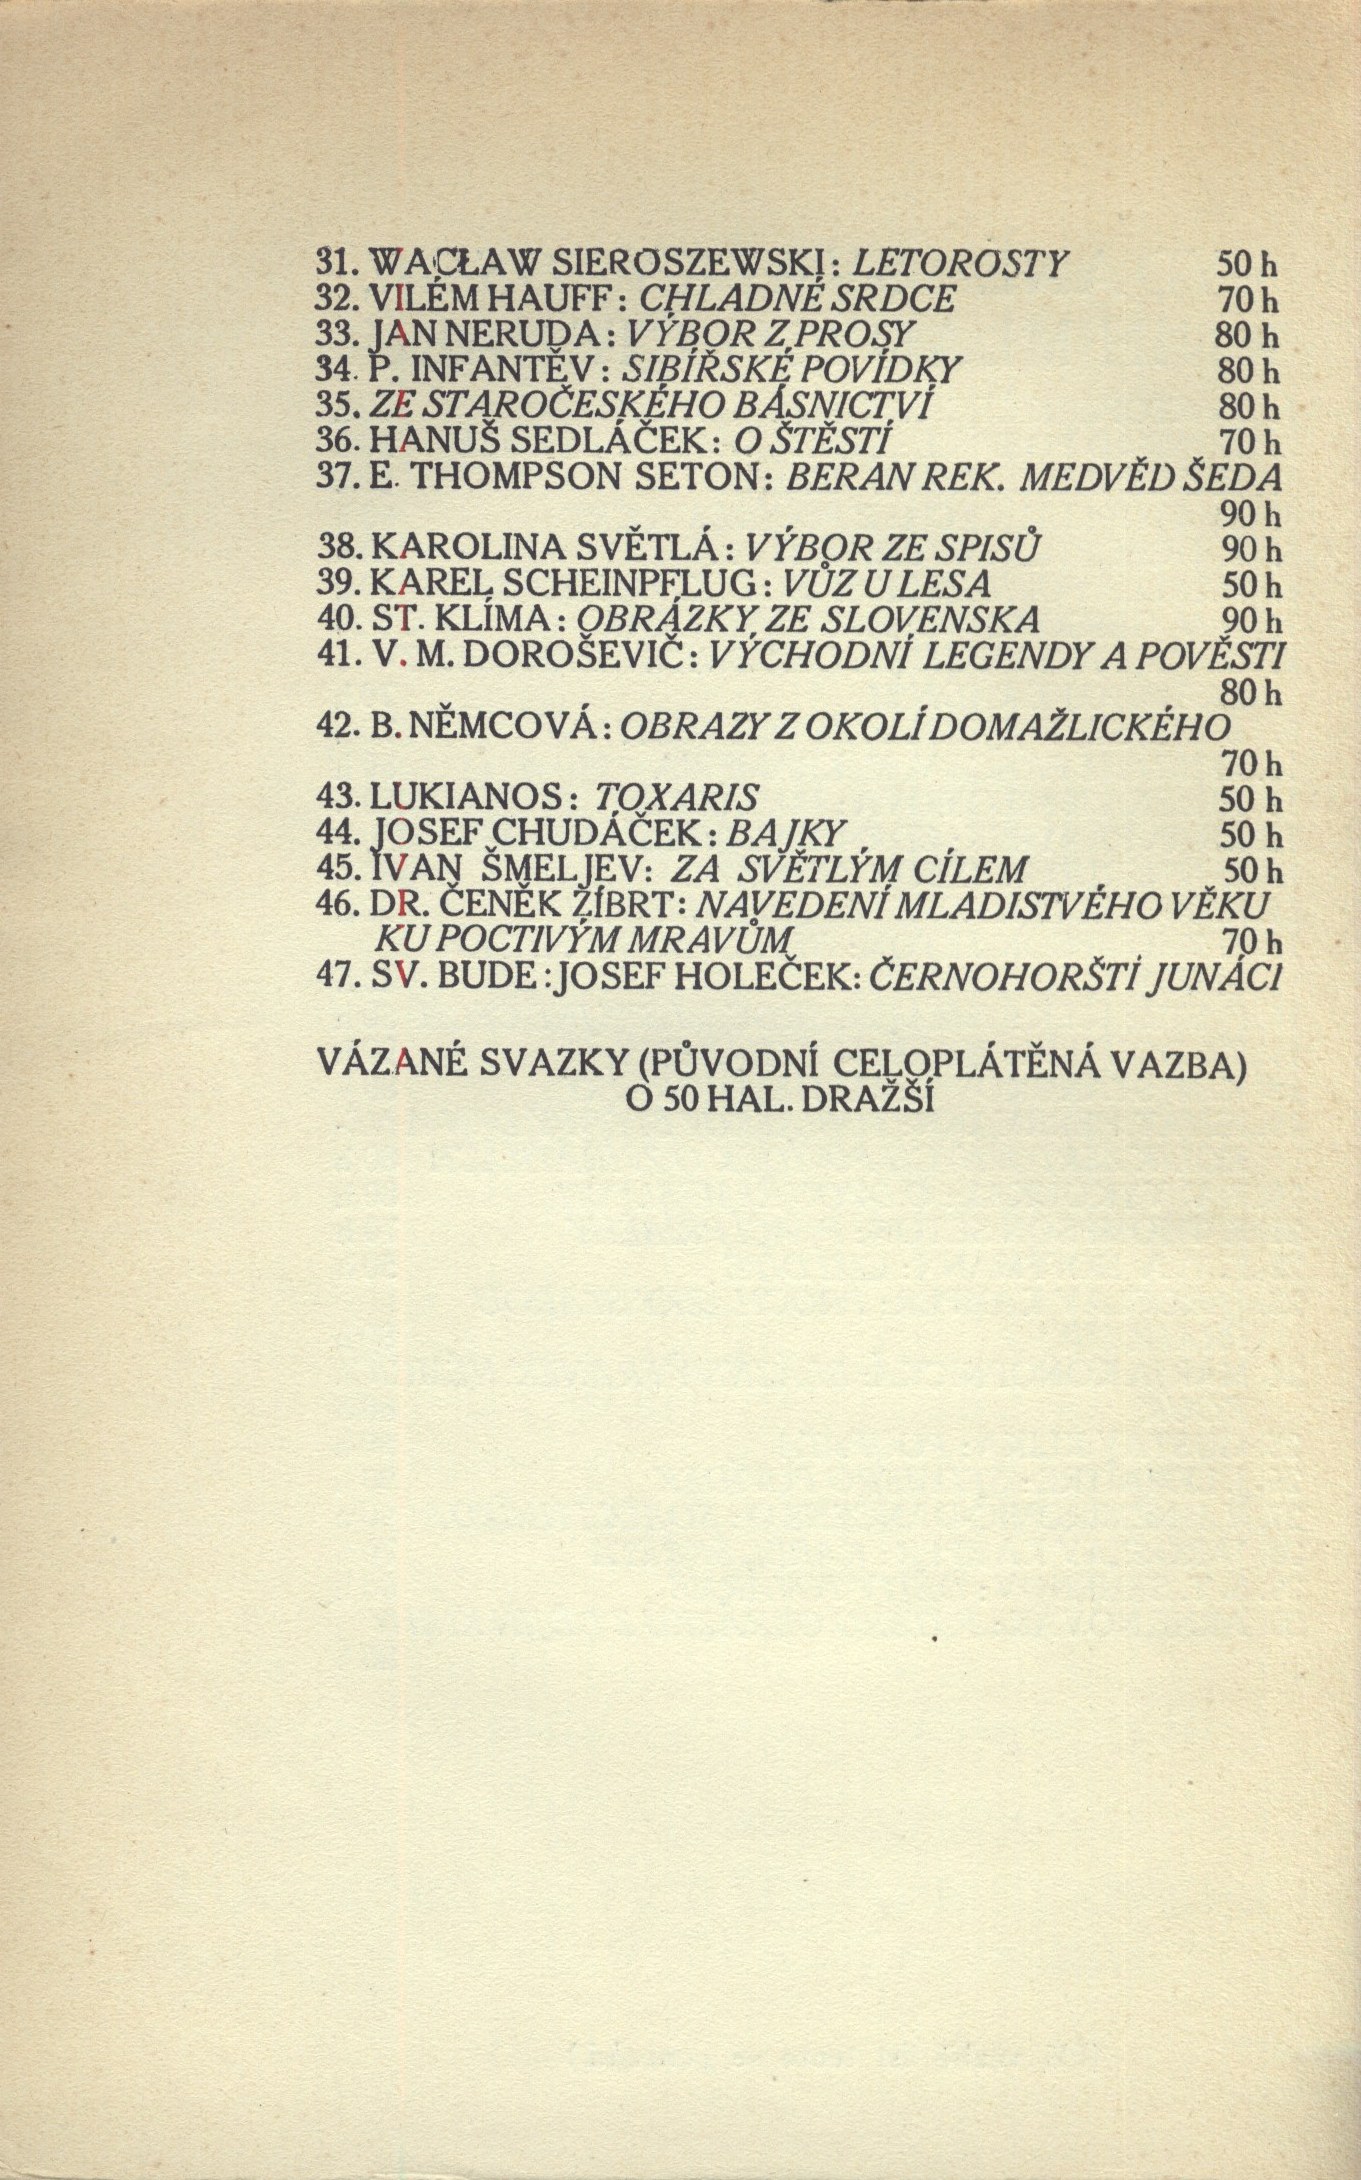 31. WACŁAW SIEROSZEWSKI: LETOROSTY 50 h
32. VILÉM HAUFF: CHLADNÉ SRDCE 70 h
33. JAN NERUDA: VÝBOR Z PROSY 80 h
34. P. INFANTĚV: SIBÍŘSKÉ POVÍDKY 80 h
35. ZE STAROČESKÉHO BÁSNICTVÍ 80 h
36. HANUŠ SEDLÁČEK: O ŠTĚSTÍ 70 h
37. E. THOMPSON SETON: BERAN REK. MEDVĚD ŠEDA
90 h
38. KAROLINA SVĚTLÁ: VÝBOR ZE SPISŮ 90 h
39. KAREL SCHEINPFLUG: VŮZ U LESA 50 h
40. ST. KLÍMA: OBRÁZKY ZE SLOVENSKA 90 h
41. V. M. DOROŠEVIČ: VÝCHODNÍ LEGENDY A POVĚSTI
80 h
42. B. NĚMCOVÁ: OBRAZY Z OKOLÍ DOMAŽLICKÉHO
70 h
43. LUKIANOS: TOXARIS 50 h
44. JOSEF CHUDÁČEK: BAJKY 50 h
45. IVAN ŠMELJEV: ZA SVĚTLÝM CÍLEM 50 h
46. DR. ČENĚK ZÍBRT: NAVEDENÍ MLADISTVÉHO VĚKU
KU POCTIVÝM MRAVŮM 70 h
47. SV. BUDE: JOSEF HOLEČEK: ČERNOHORŠTÍ JUNÁCI
VÁZANÉ SVAZKY (PŮVODNÍ CELOPLÁTĚNÁ VAZBA)
O 50 HAL. DRAŽŠÍ